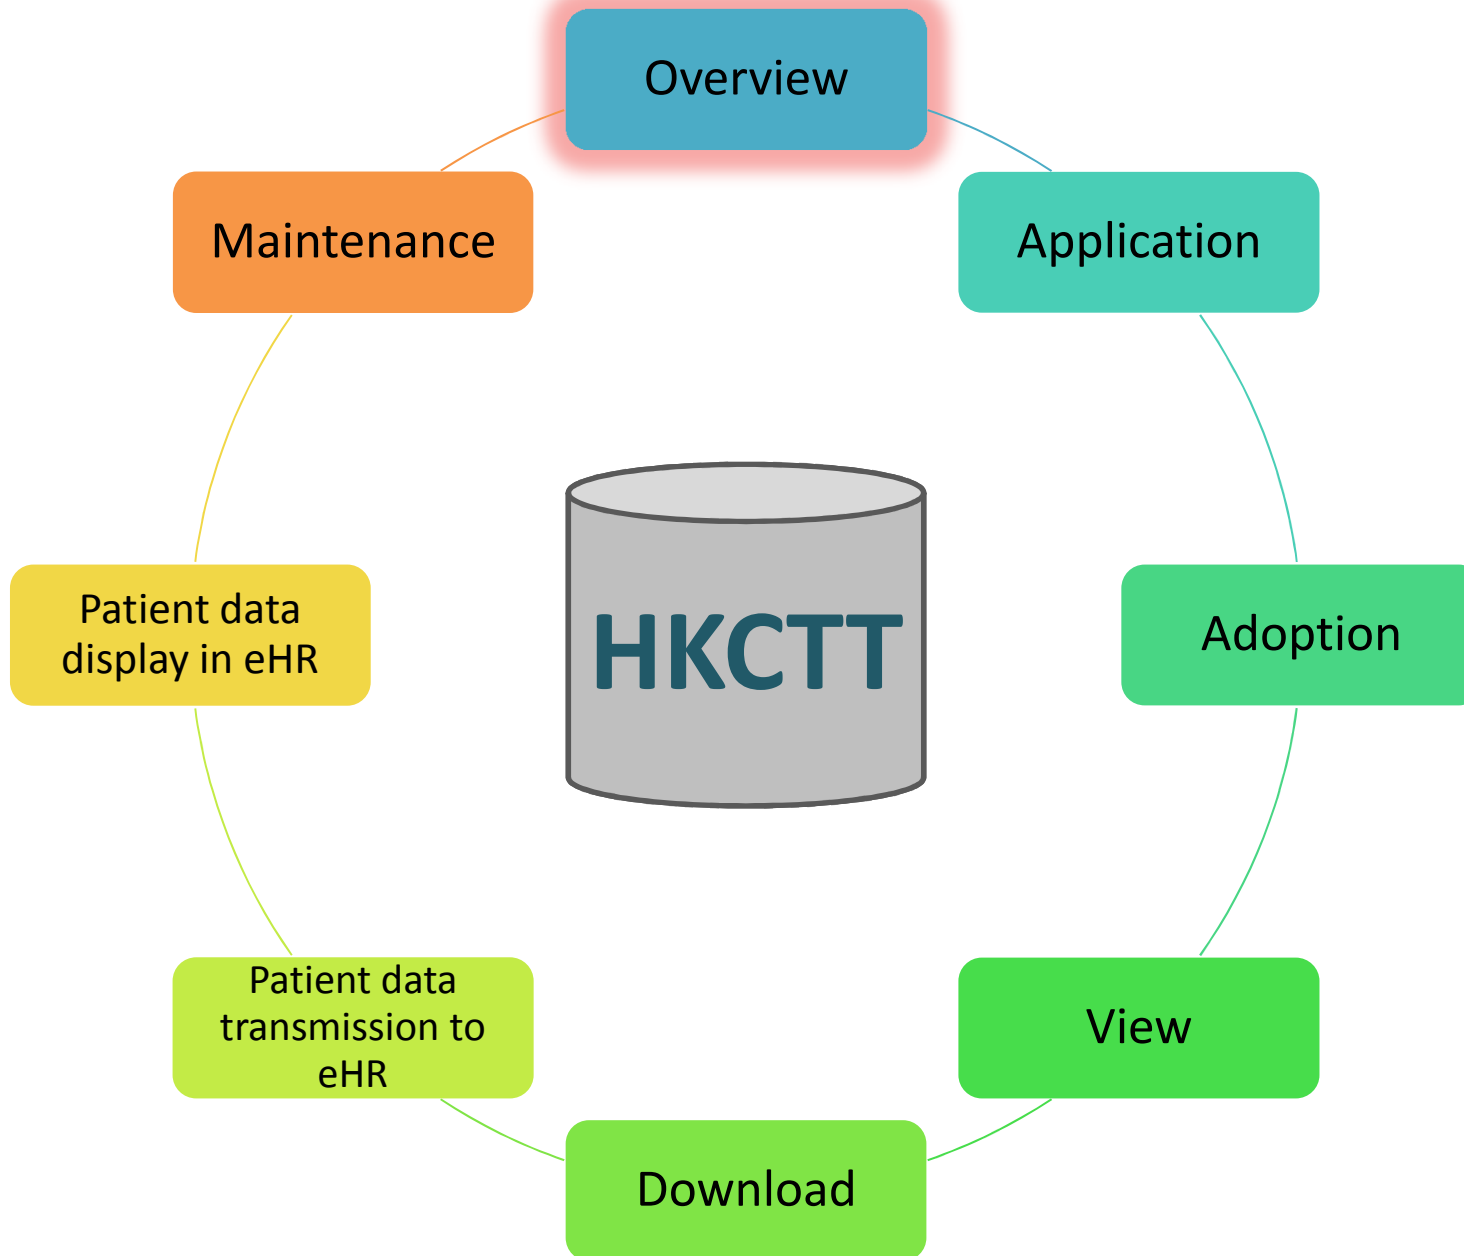 Overview
Application
Adoption
View
Download
Patient data
transmission to
eHR
Patient data
display in eHR
Maintenance
HKCTT